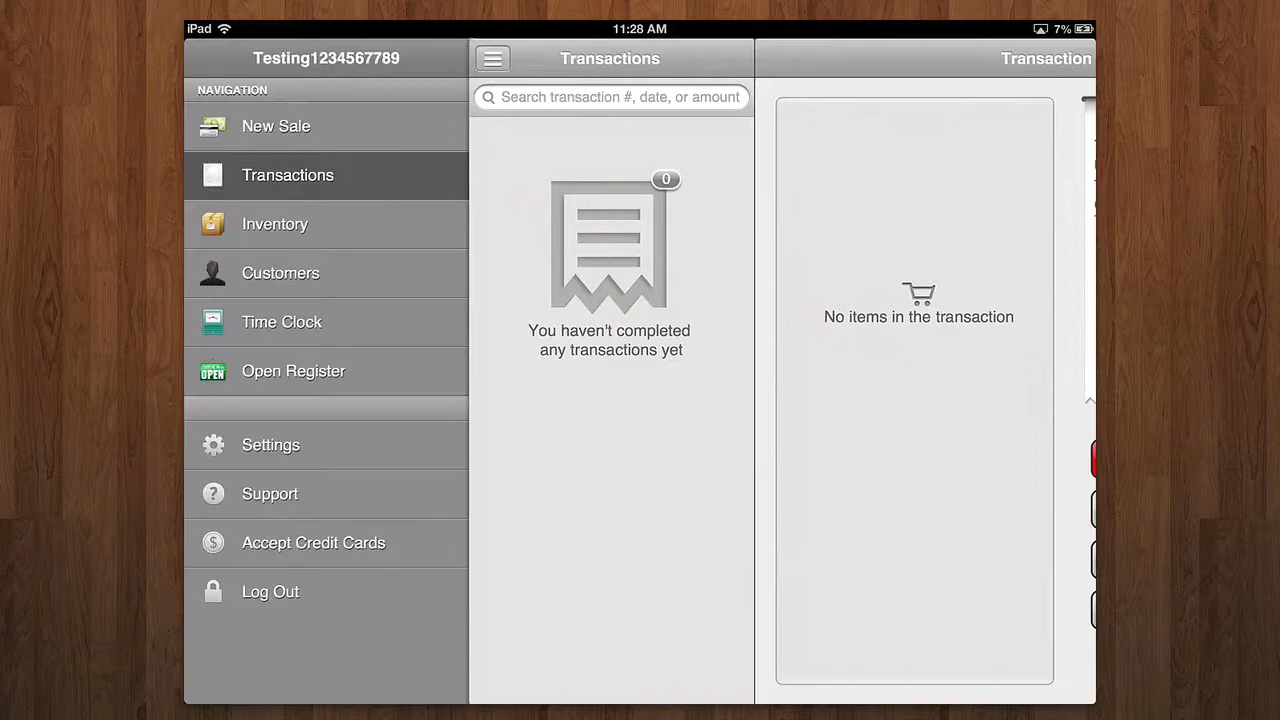 iPad
11:28 AM
7%
Testing1234567789
Transactions
Transaction
NAVIGATION
Search transaction #, date, or amount
New Sale
Transactions
0
Inventory
Customers
Time Clock
Open Register
OPEN
You haven't completed
any transactions yet
No items in the transaction
Settings
Support
Accept Credit Cards
Log Out